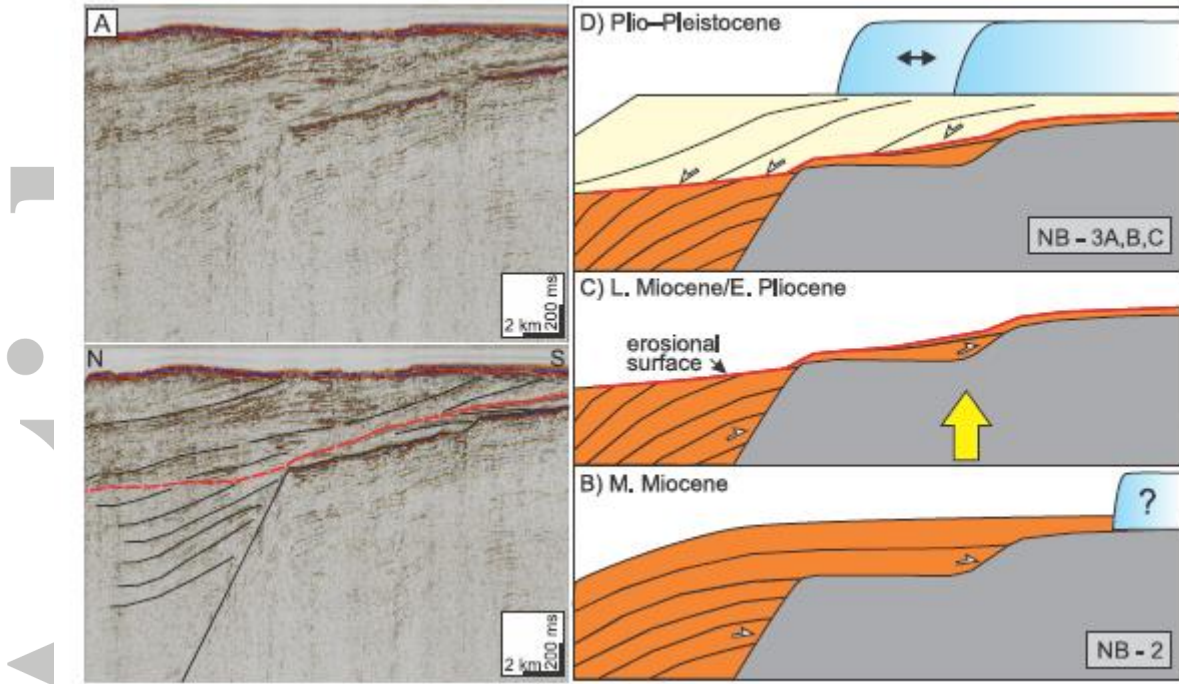 A
2 km
200 ms
N
S
2 km
200 ms
D) Plio–Pleistocene
NB - 3A,B,C
C) L. Miocene/E. Pliocene
erosional
surface
B) M. Miocene
?
NB - 2